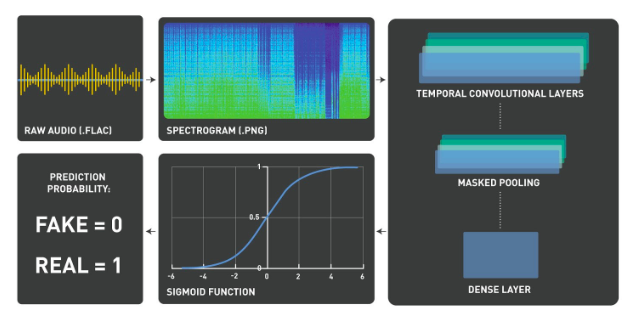 RAW AUDIO (.FLAC)
SPECTROGRAM (.PNG)
TEMPORAL CONVOLUTIONAL LAYERS
MASKED POOLING
DENSE LAYER
1
0.5
0
-6 -4 -2 0 2 4 6
SIGMOID FUNCTION
PREDICTION
PROBABILITY:
FAKE = 0
REAL = 1